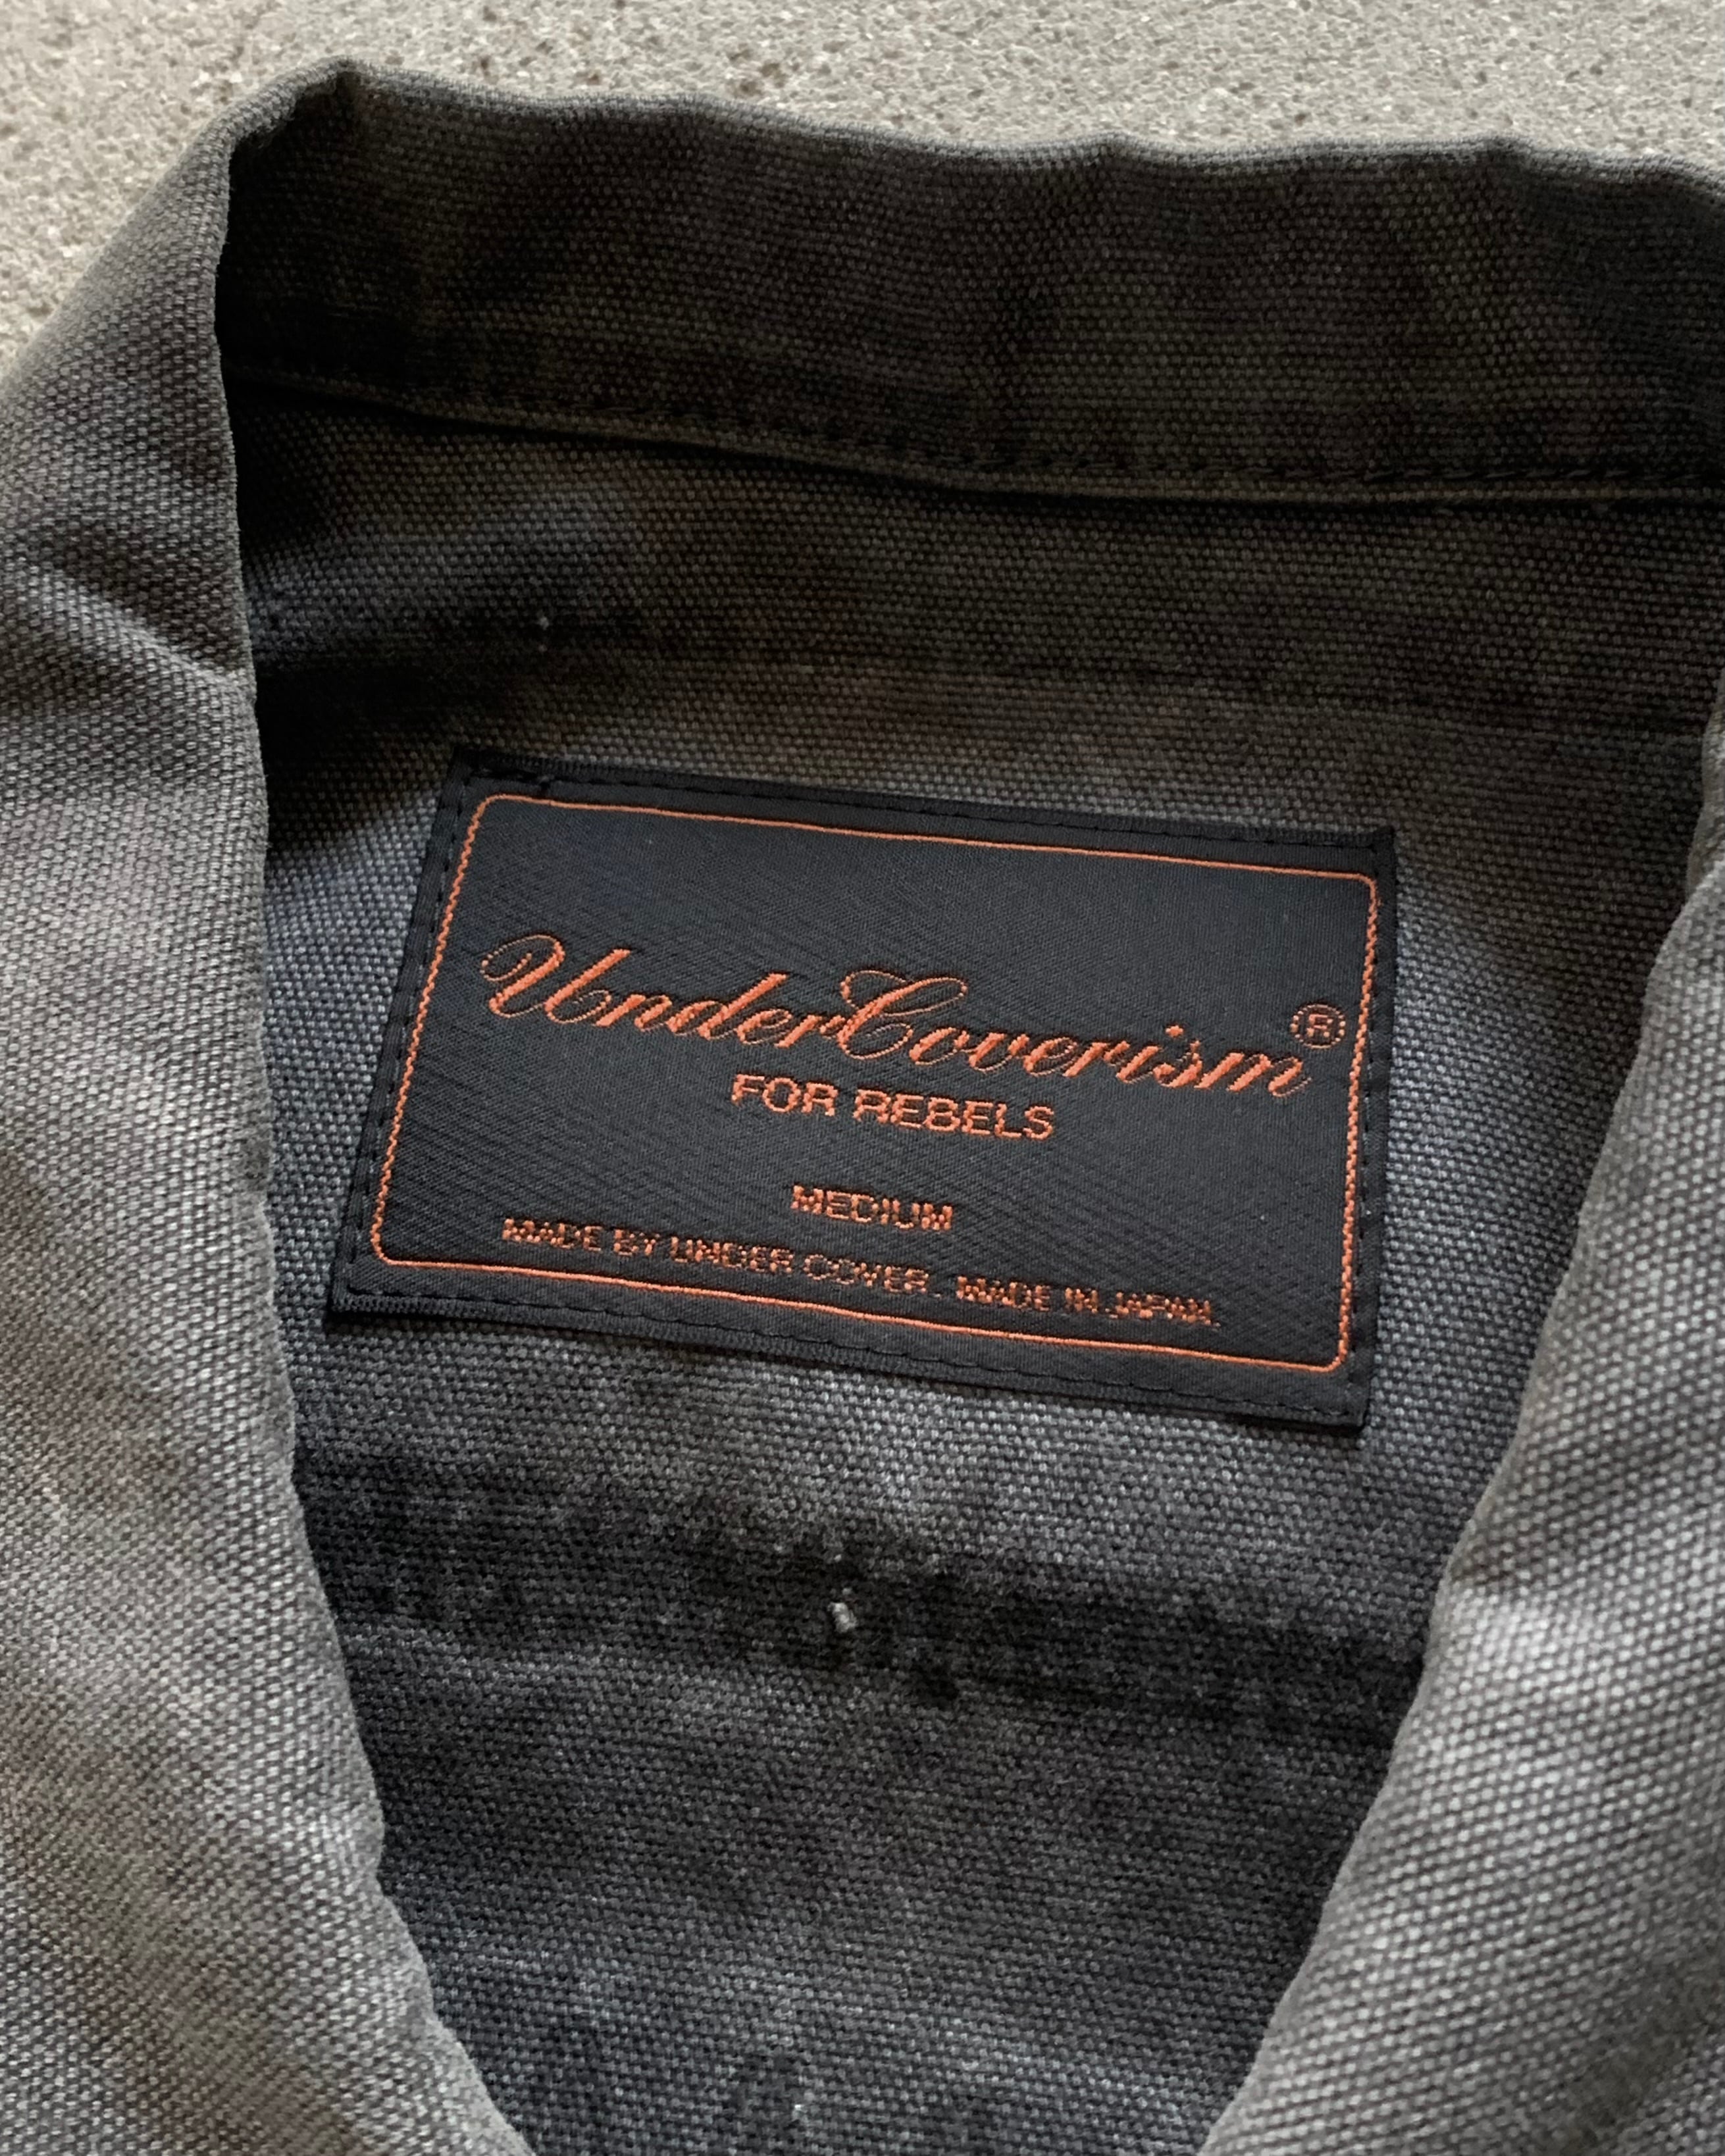 UnderCoverism®
FOR REBELS
MEDIUM
MADE BY UNDER COVER. MADE IN JAPAN.